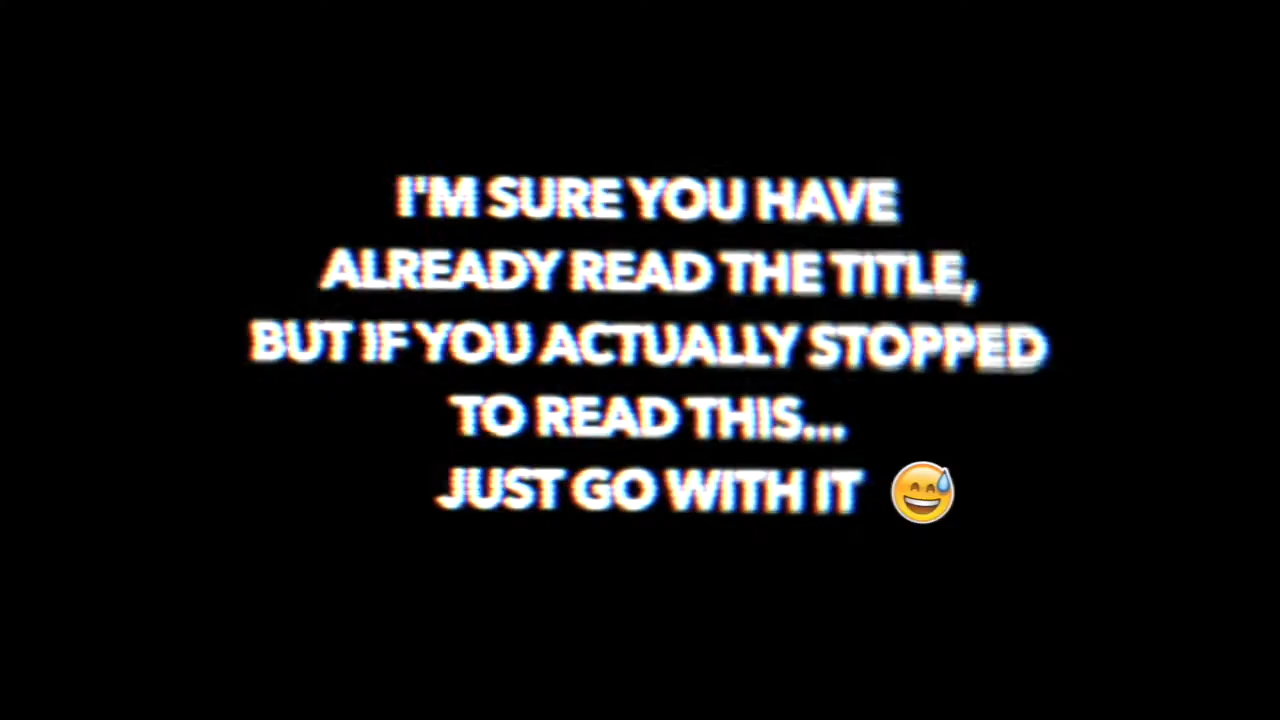 I'M SURE YOU HAVE
ALREADY READ THE TITLE,
BUT IF YOU ACTUALLY STOPPED
TO READ THIS...
JUST GO WITH IT 😅